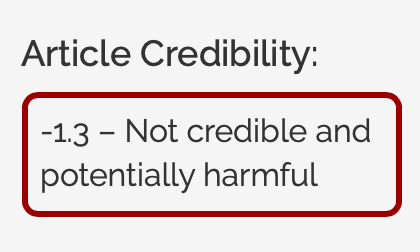 Article Credibility:
-1.3 – Not credible and
potentially harmful